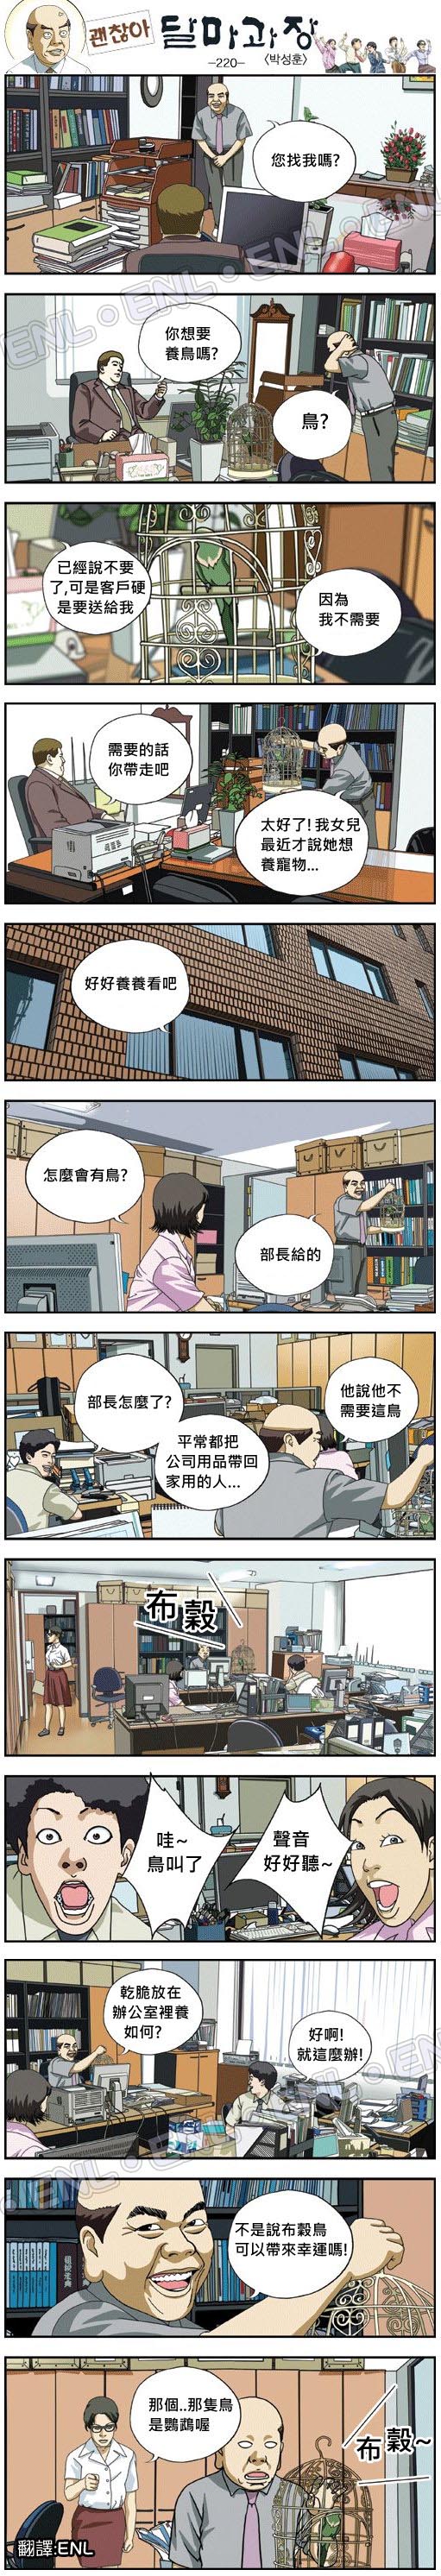 괜찮아 달마과장
-220- <박성훈>
您找我嗎?
ENL•ENL•ENL•ENL
你想要
養鳥嗎?
鳥?
已經說不要
了,可是客戶硬
是要送給我
因為
我不需要
需要的話
你帶走吧
太好了!我女兒
最近才說她想
養寵物...
好好養養看吧
怎麼會有鳥?
部長給的
部長怎麼了?
他說他不
需要這鳥
平常都把
公司用品帶回
家用的人...
布穀
哇~
鳥叫了
聲音
好好聽~
乾脆放在
辦公室裡養
如何?
好啊!
就這麼辦!
ENL•ENL•ENL•ENL
不是說布穀鳥
可以帶來幸運嗎!
那個..那隻鳥
是鸚鵡喔
布穀~
翻譯:ENL